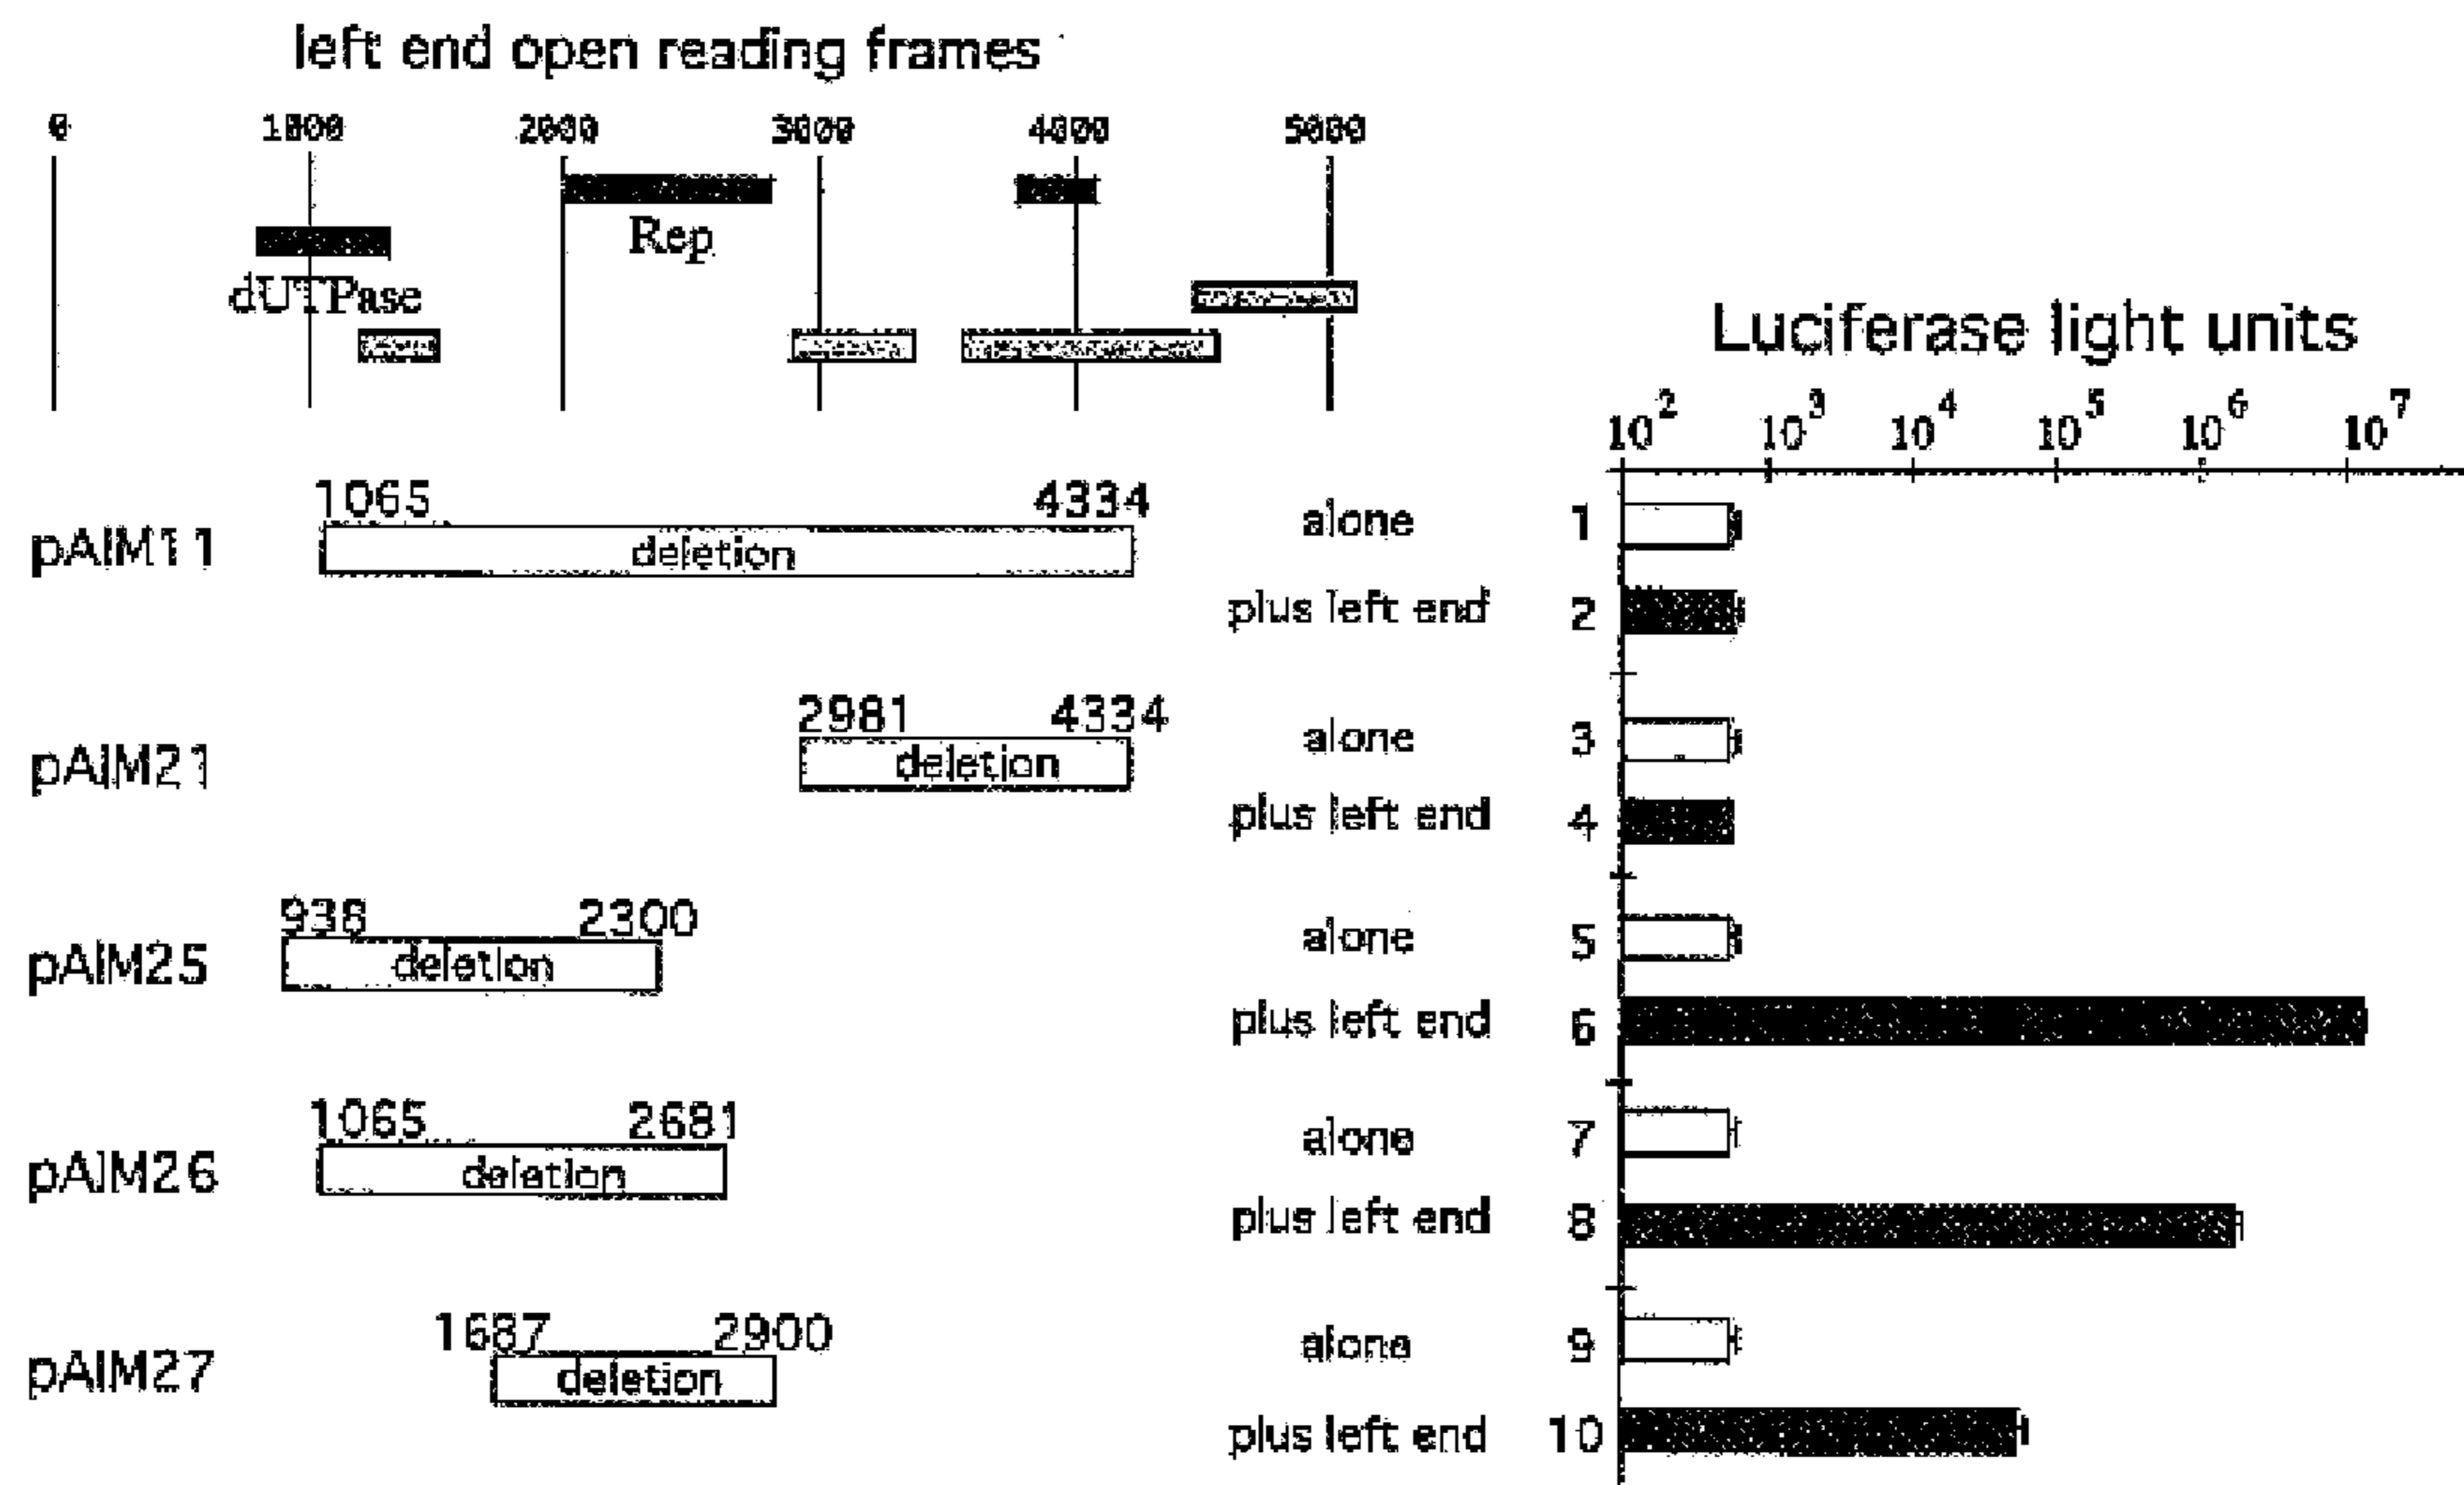 left end open reading frames
0 1000 2000 3000 4000 5000
Rep
dUTPase
Luciferase light units
10^2 10^3 10^4 10^5 10^6 10^7
1065 4334
pAIM11 deletion alone 1
plus left end 2
2981 4334
pAIM21 deletion alone 3
plus left end 4
938 2300
pAIM25 deletion alone 5
plus left end 6
1065 2681
pAIM26 deletion alone 7
plus left end 8
1687 2900
pAIM27 deletion alone 9
plus left end 10